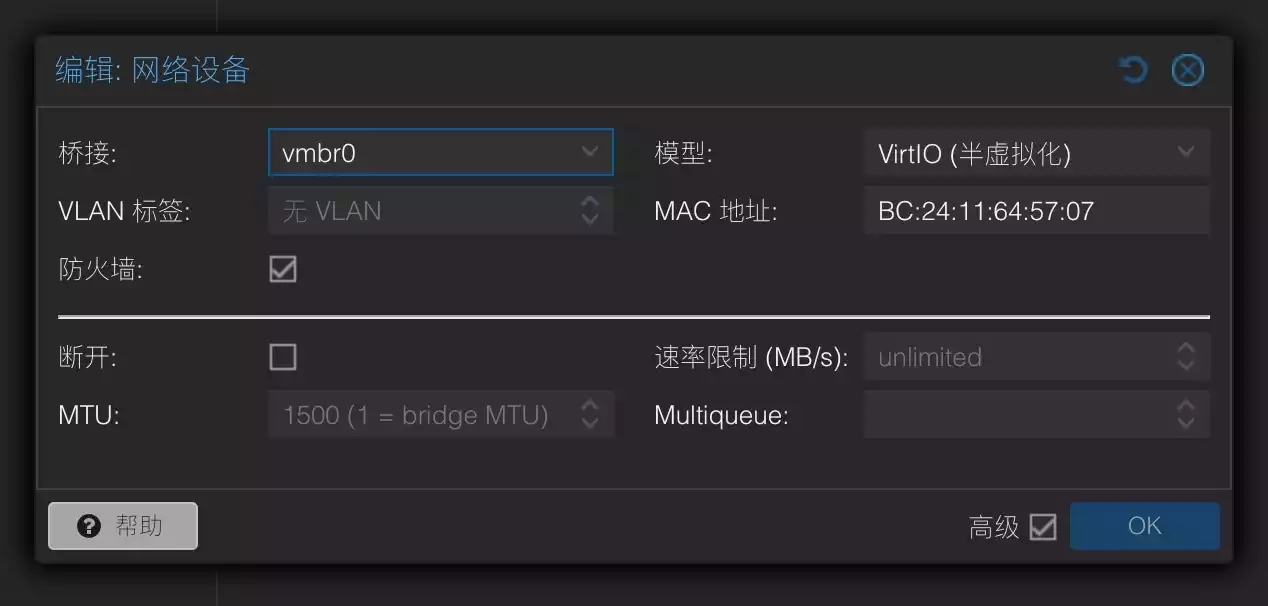 编辑: 网络设备
桥接: vmbr0 模型: VirtIO (半虚拟化)
VLAN 标签: 无 VLAN MAC 地址: BC:24:11:64:57:07
防火墙:
断开: 速率限制 (MB/s): unlimited
MTU: 1500 (1 = bridge MTU) Multiqueue:
帮助 高级 OK